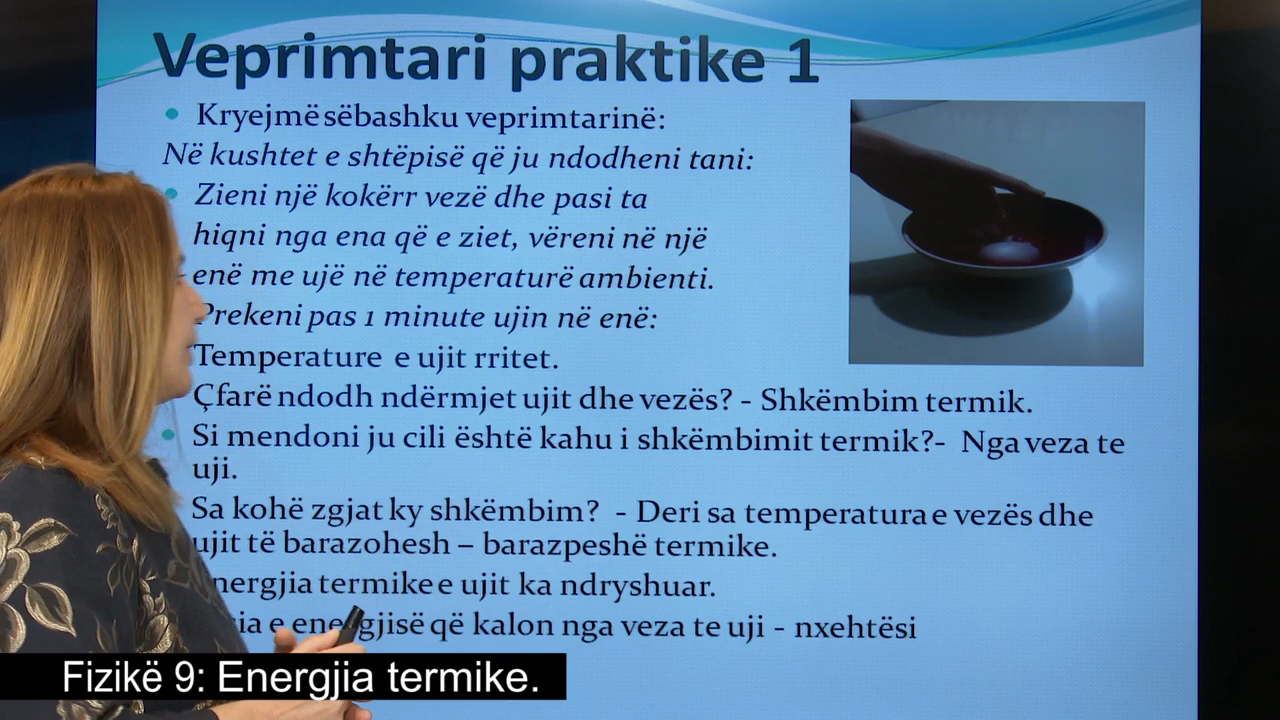 Veprimtari praktike 1
Kryejmë sëbashku veprimtarinë:
Në kushtet e shtëpisë që ju ndodheni tani:
Zieni një kokërr vezë dhe pasi ta
hiqni nga ena që e ziet, vëreni në një
enë me ujë në temperaturë ambienti.
Prekeni pas 1 minute ujin në enë:
Temperature e ujit rritet.
Çfarë ndodh ndërmjet ujit dhe vezës? - Shkëmbim termik.
Si mendoni ju cili është kahu i shkëmbimit termik?- Nga veza te
uji.
Sa kohë zgjat ky shkëmbim? - Deri sa temperatura e vezës dhe
ujit të barazohesh – barazpeshë termike.
termike e ujit ka ndryshuar.
e energjisë që kalon nga veza te uji - nxehtësi
Fizikë 9: Energjia termike.